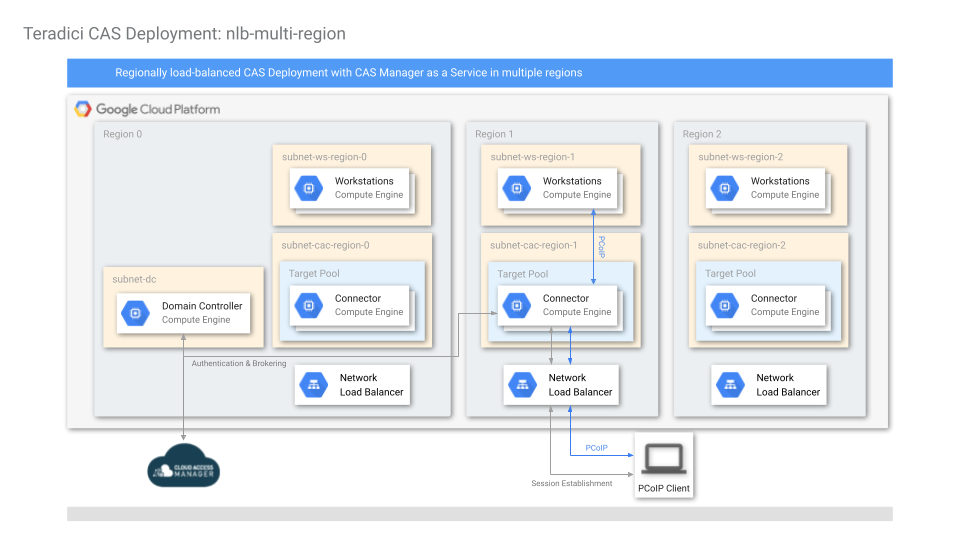 Teradici CAS Deployment: nlb-multi-region
Regionally load-balanced CAS Deployment with CAS Manager as a Service in multiple regions
Google Cloud Platform
Region 0
subnet-ws-region-0
Workstations
Compute Engine
subnet-cac-region-0
Target Pool
Connector
Compute Engine
subnet-dc
Domain Controller
Compute Engine
Authentication & Brokering
Network
Load Balancer
Region 1
subnet-ws-region-1
Workstations
Compute Engine
PCoIP
subnet-cac-region-1
Target Pool
Connector
Compute Engine
Network
Load Balancer
Region 2
subnet-ws-region-2
Workstations
Compute Engine
subnet-cac-region-2
Target Pool
Connector
Compute Engine
Network
Load Balancer
CLOUD ACCESS
MANAGER
PCoIP
Session Establishment
PCoIP Client